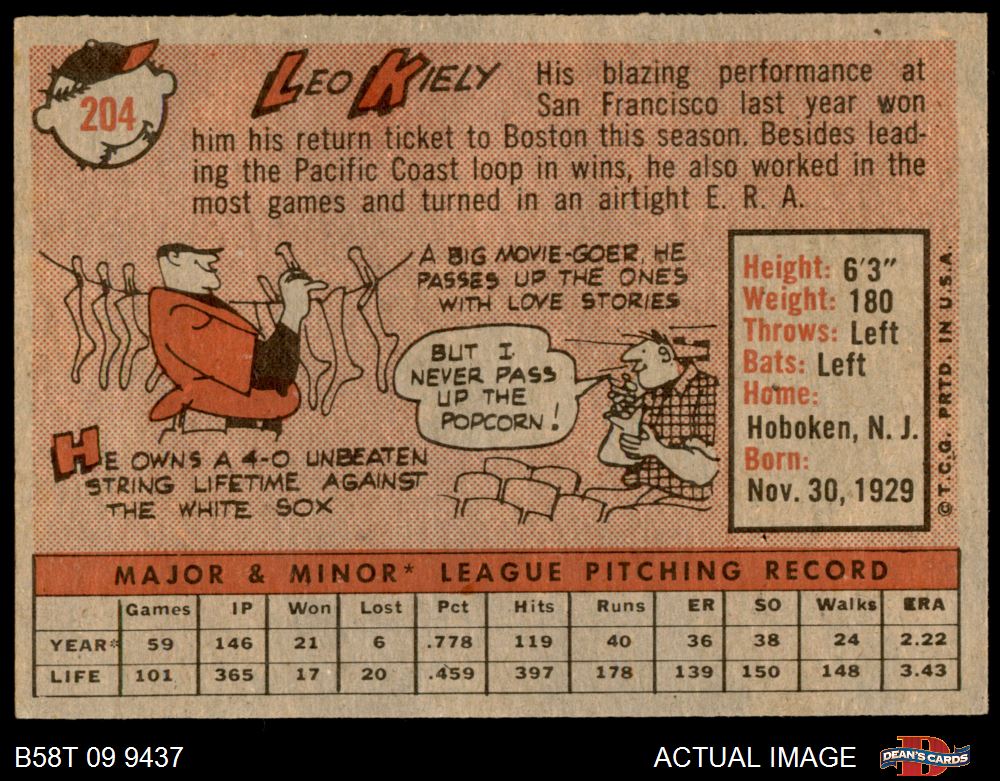 204
LEO KIELY
His blazing performance at
San Francisco last year won
him his return ticket to Boston this season. Besides lead-
ing the Pacific Coast loop in wins, he also worked in the
most games and turned in an airtight E. R. A.
A BIG MOVIE-GOER, HE
PASSES UP THE ONES
WITH LOVE STORIES
BUT I
NEVER PASS
UP THE
POPCORN!
HE OWNS A 4-0 UNBEATEN
STRING LIFETIME AGAINST
THE WHITE SOX
Height: 6'3"
Weight: 180
Throws: Left
Bats: Left
Home:
Hoboken, N. J.
Born:
Nov. 30, 1929
©T.C.G. PRTD. IN U.S.A.
MAJOR & MINOR* LEAGUE PITCHING RECORD
Games IP Won Lost Pct Hits Runs ER SO Walks ERA
YEAR* 59 146 21 6 .778 119 40 36 38 24 2.22
LIFE 101 365 17 20 .459 397 178 139 150 148 3.43
B58T 09 9437
ACTUAL IMAGE
D
DEAN'S CARDS